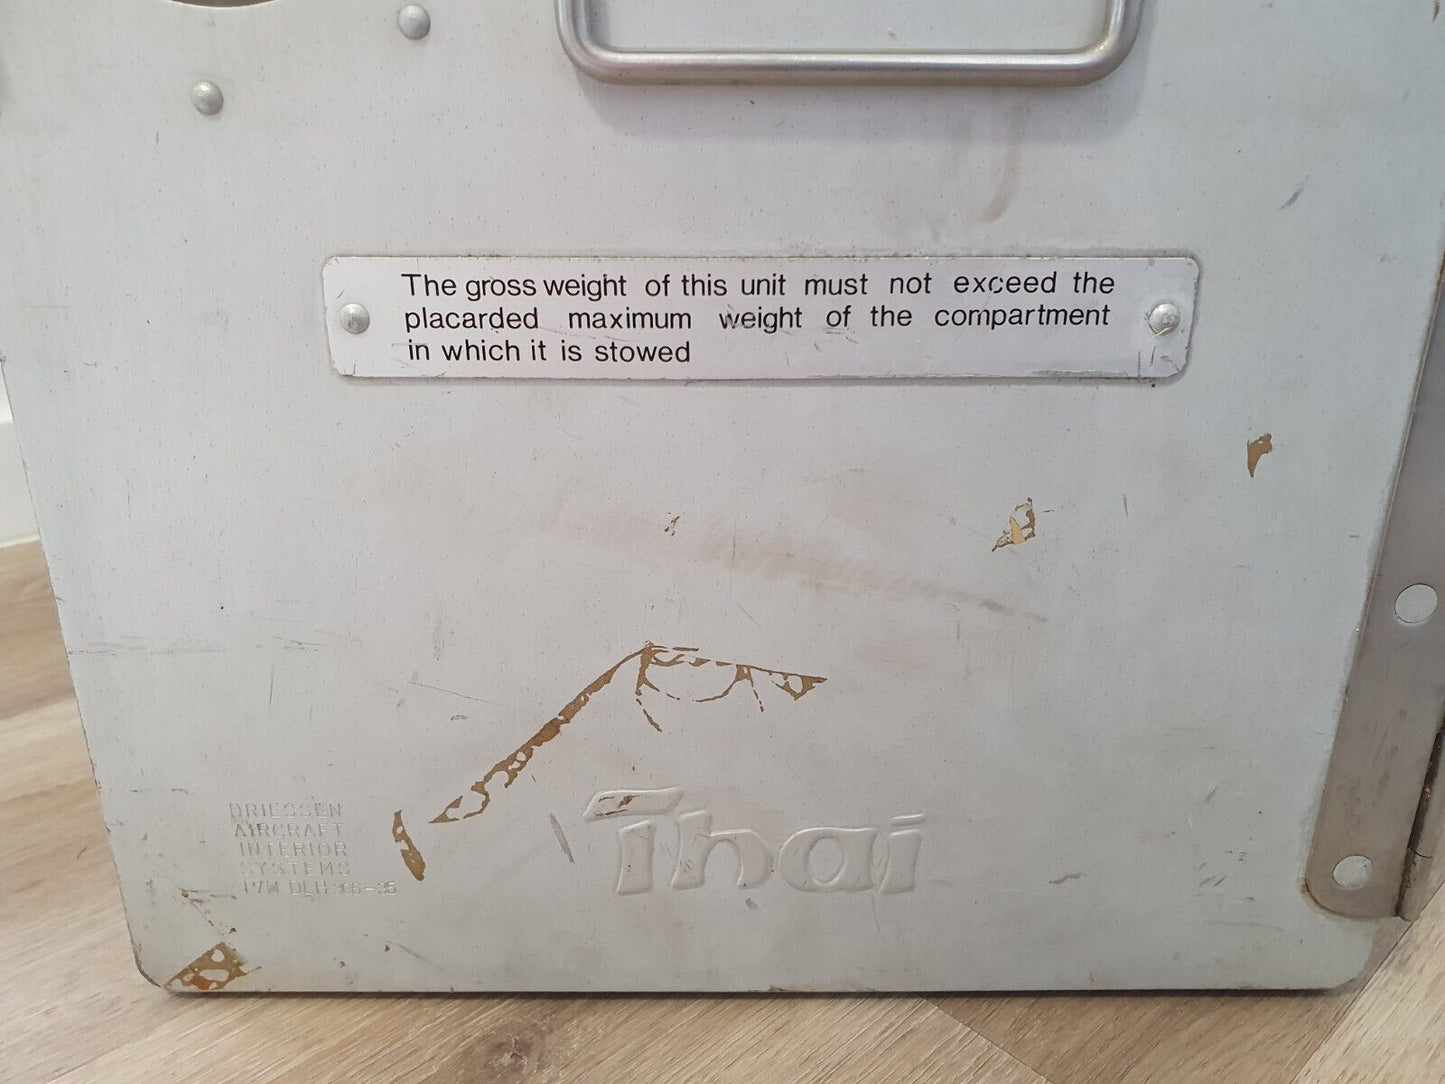 The gross weight of this unit must not exceed the
placarded maximum weight of the compartment
in which it is stowed
Thai
DRIESSEN
AIRCRAFT
INTERIOR
SYSTEMS
DLH